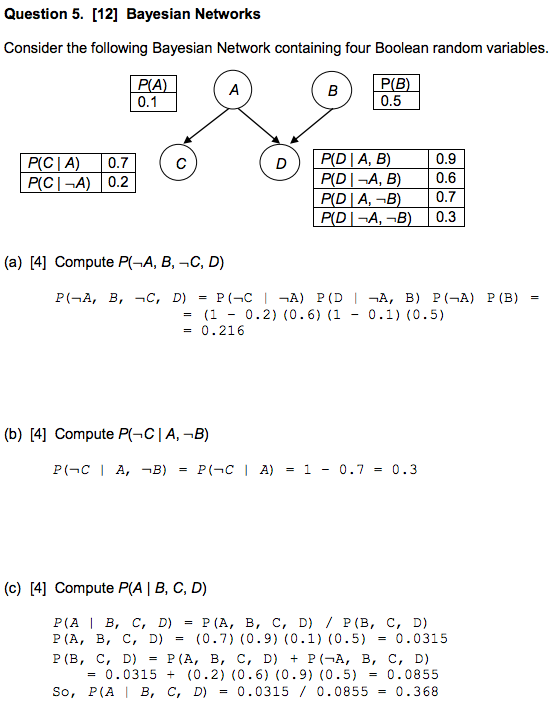 Question 5. [12] Bayesian Networks
Consider the following Bayesian Network containing four Boolean random variables.
P(A)
0.1
A
B
P(B)
0.5
P(C | A) 0.7
P(C | ¬A) 0.2
C
D
P(D | A, B) 0.9
P(D | ¬A, B) 0.6
P(D | A, ¬B) 0.7
P(D | ¬A, ¬B) 0.3
(a) [4] Compute P(¬A, B, ¬C, D)
P(¬A, B, ¬C, D) = P(¬C | ¬A) P(D | ¬A, B) P(¬A) P(B) =
= (1 - 0.2)(0.6)(1 - 0.1)(0.5)
= 0.216
(b) [4] Compute P(¬C | A, ¬B)
P(¬C | A, ¬B) = P(¬C | A) = 1 - 0.7 = 0.3
(c) [4] Compute P(A | B, C, D)
P(A | B, C, D) = P(A, B, C, D) / P(B, C, D)
P(A, B, C, D) = (0.7)(0.9)(0.1)(0.5) = 0.0315
P(B, C, D) = P(A, B, C, D) + P(¬A, B, C, D)
= 0.0315 + (0.2)(0.6)(0.9)(0.5) = 0.0855
So, P(A | B, C, D) = 0.0315 / 0.0855 = 0.368